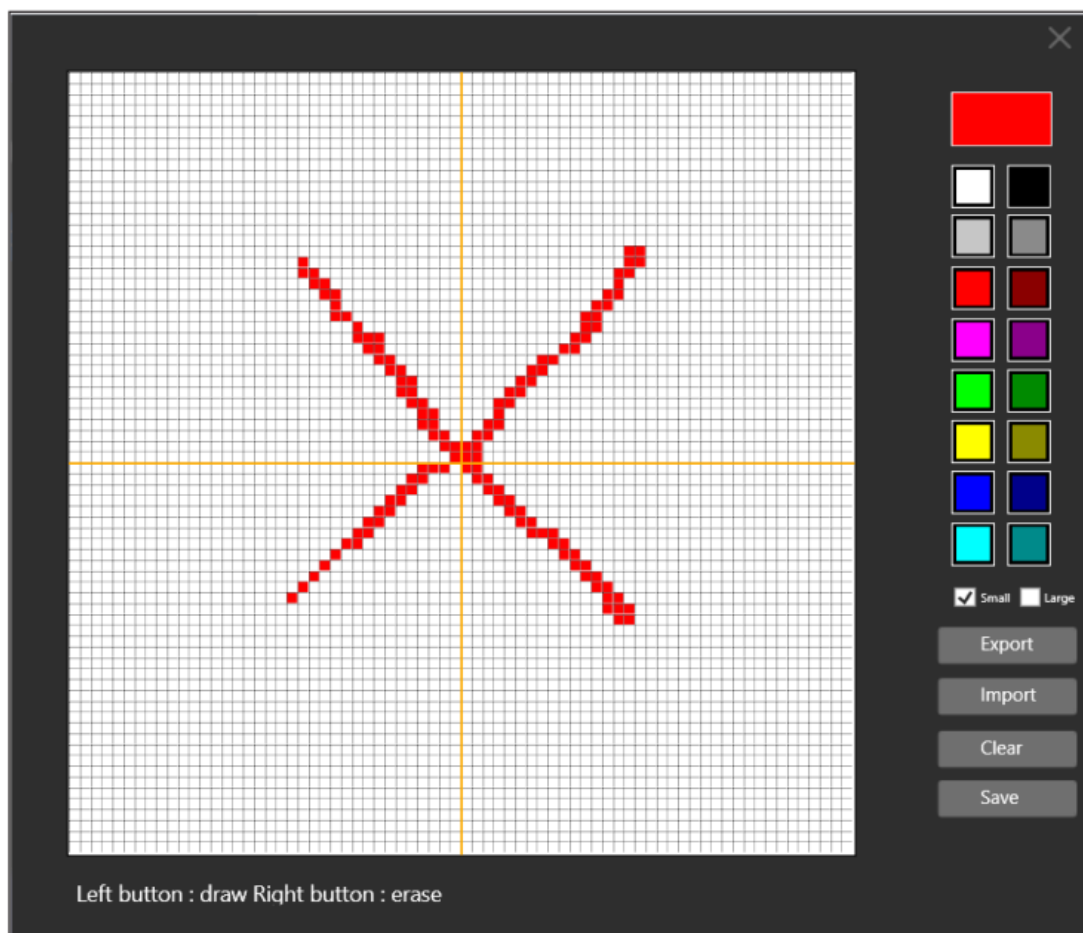 Small Large
Export
Import
Clear
Save
Left button : draw Right button : erase